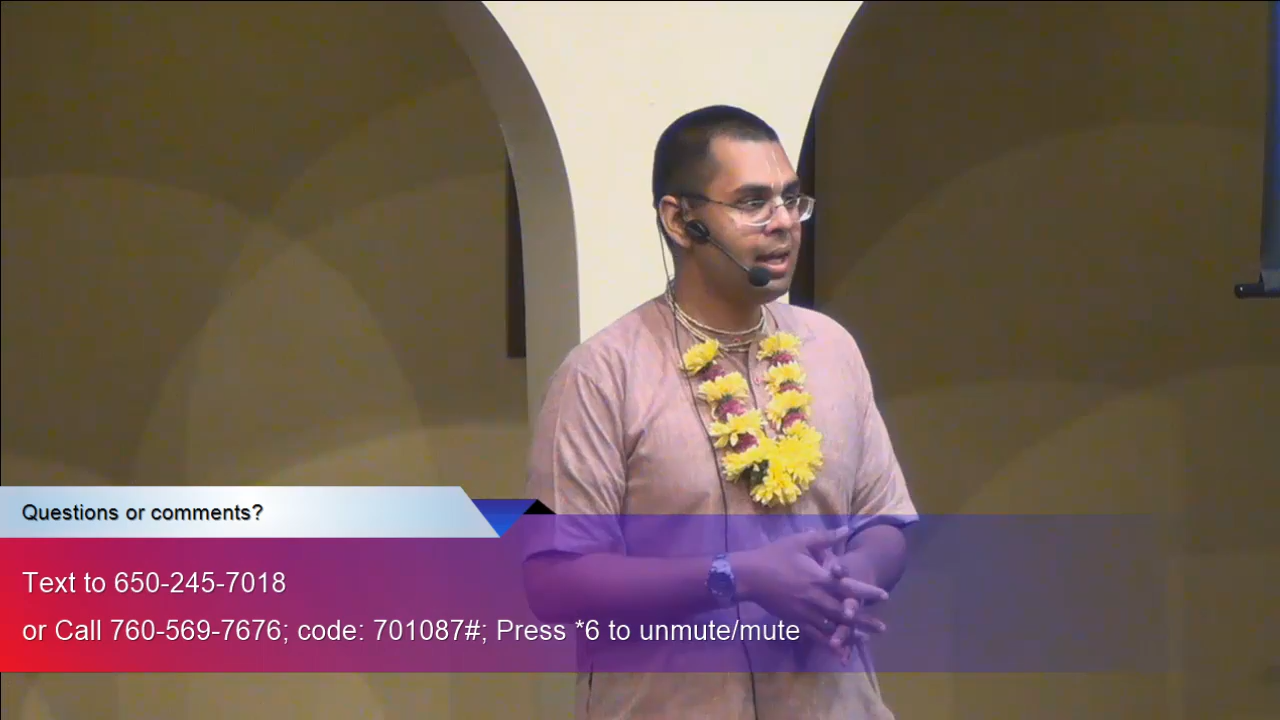 Questions or comments?
Text to 650-245-7018
or Call 760-569-7676; code: 701087#; Press *6 to unmute/mute